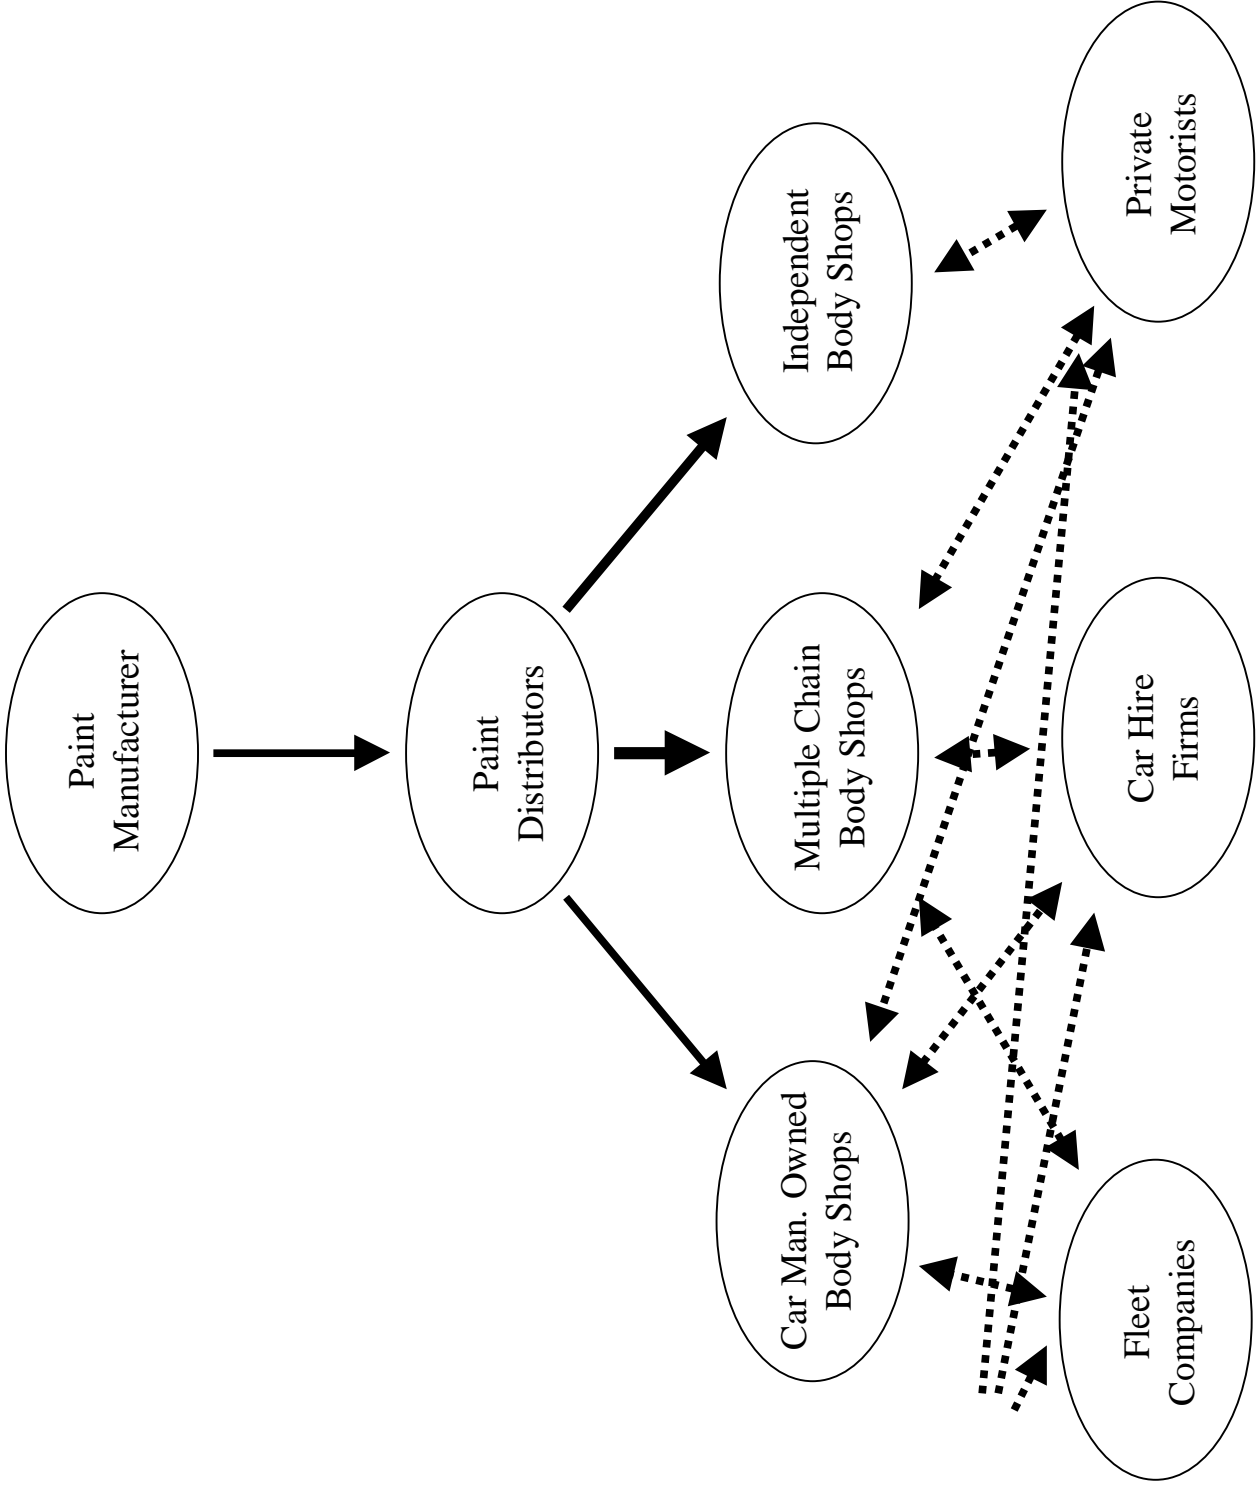 Paint
Manufacturer
Paint
Distributors
Car Man. Owned
Body Shops
Multiple Chain
Body Shops
Independent
Body Shops
Fleet
Companies
Car Hire
Firms
Private
Motorists